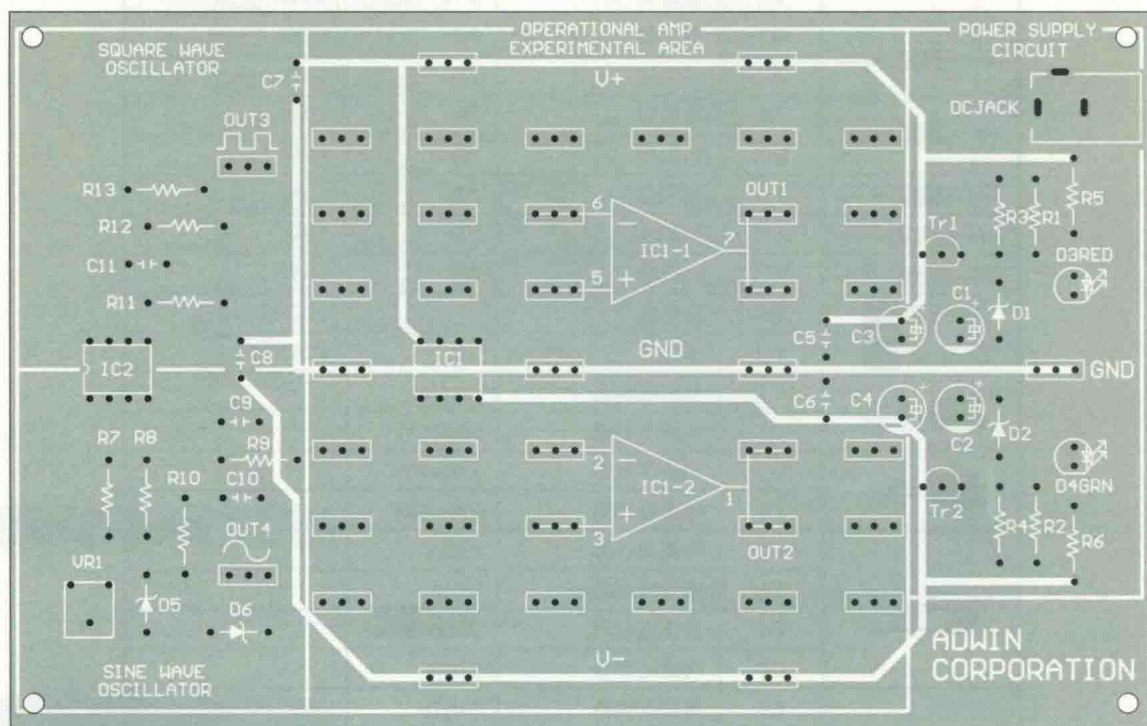 SQUARE WAVE
OSCILLATOR
OPERATIONAL AMP
EXPERIMENTAL AREA
POWER SUPPLY
CIRCUIT
C7
V+
DCJACK
OUT3
R13
R12
C11
R11
6
5
IC1-1
7
OUT1
Tr1
R3
R1
R5
D3RED
C5
C3
C1
D1
IC2
C8
IC1
GND
GND
C9
C6
C4
C2
D2
R7
R8
R9
R10
C10
2
3
IC1-2
1
D4GRN
OUT4
OUT2
Tr2
R4
R2
R6
VR1
D5
D6
SINE WAVE
OSCILLATOR
V-
ADWIN
CORPORATION